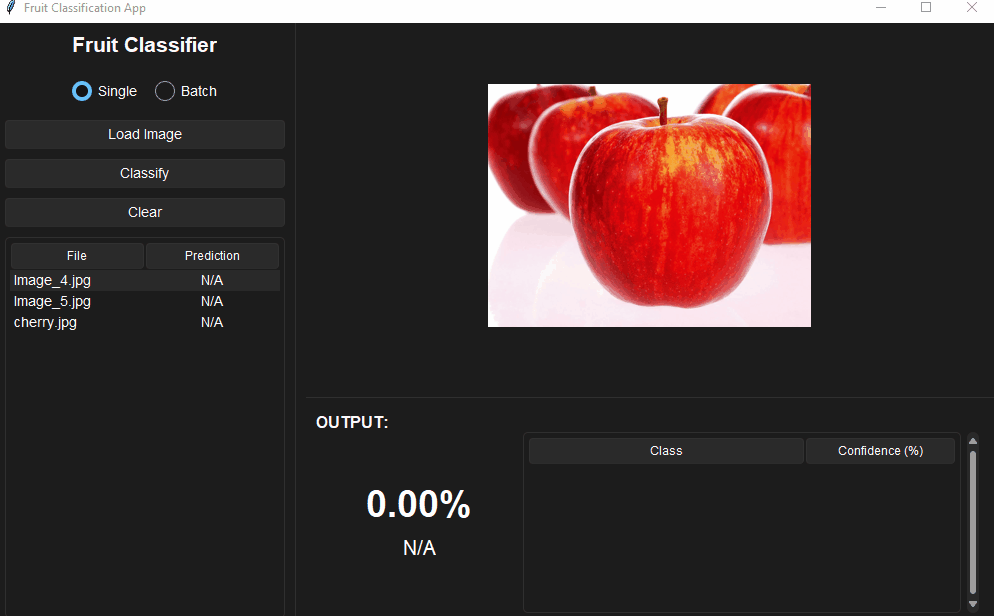 Fruit Classification App
Fruit Classifier
Single Batch
Load Image
Classify
Clear
File Prediction
Image_4.jpg N/A
Image_5.jpg N/A
cherry.jpg N/A
OUTPUT:
Class Confidence (%)
0.00%
N/A